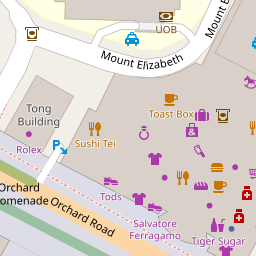 UOB
Mount E
Mount Elizabeth
Tong
Building
Toast Box
P
Rolex
Sushi Tei
Orchard
omenade
Tods
Orchard Road
Salvatore
Ferragamo
Tiger Sugar